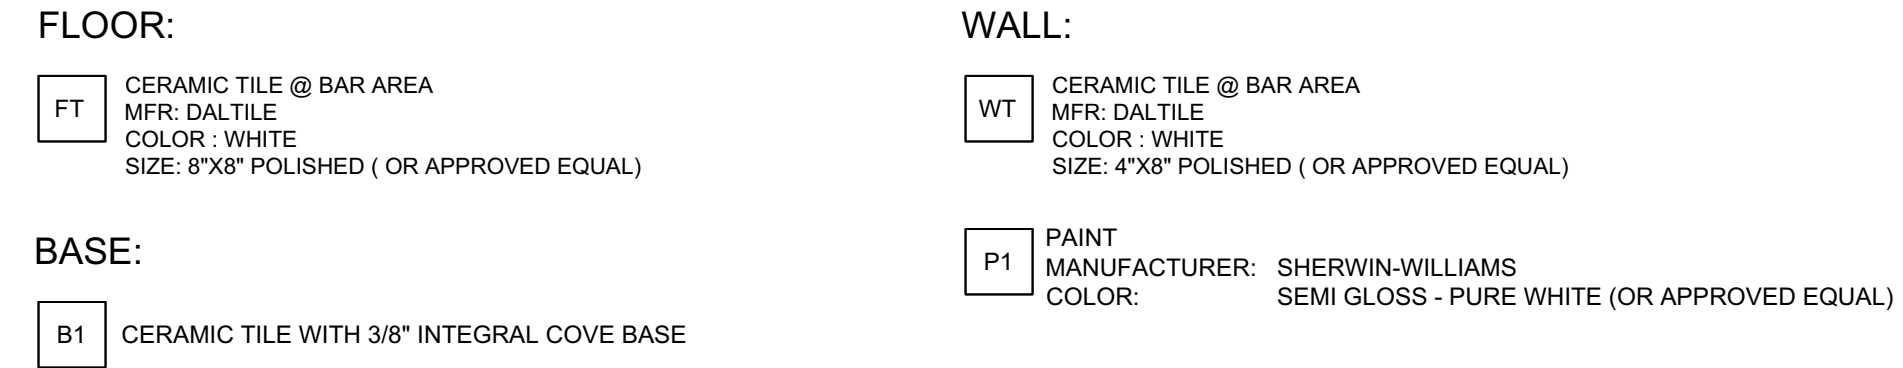 FLOOR:
FT
CERAMIC TILE @ BAR AREA
MFR: DALTILE
COLOR : WHITE
SIZE: 8"X8" POLISHED ( OR APPROVED EQUAL)
BASE:
B1
CERAMIC TILE WITH 3/8" INTEGRAL COVE BASE
WALL:
WT
CERAMIC TILE @ BAR AREA
MFR: DALTILE
COLOR : WHITE
SIZE: 4"X8" POLISHED ( OR APPROVED EQUAL)
P1
PAINT
MANUFACTURER: SHERWIN-WILLIAMS
COLOR: SEMI GLOSS - PURE WHITE (OR APPROVED EQUAL)